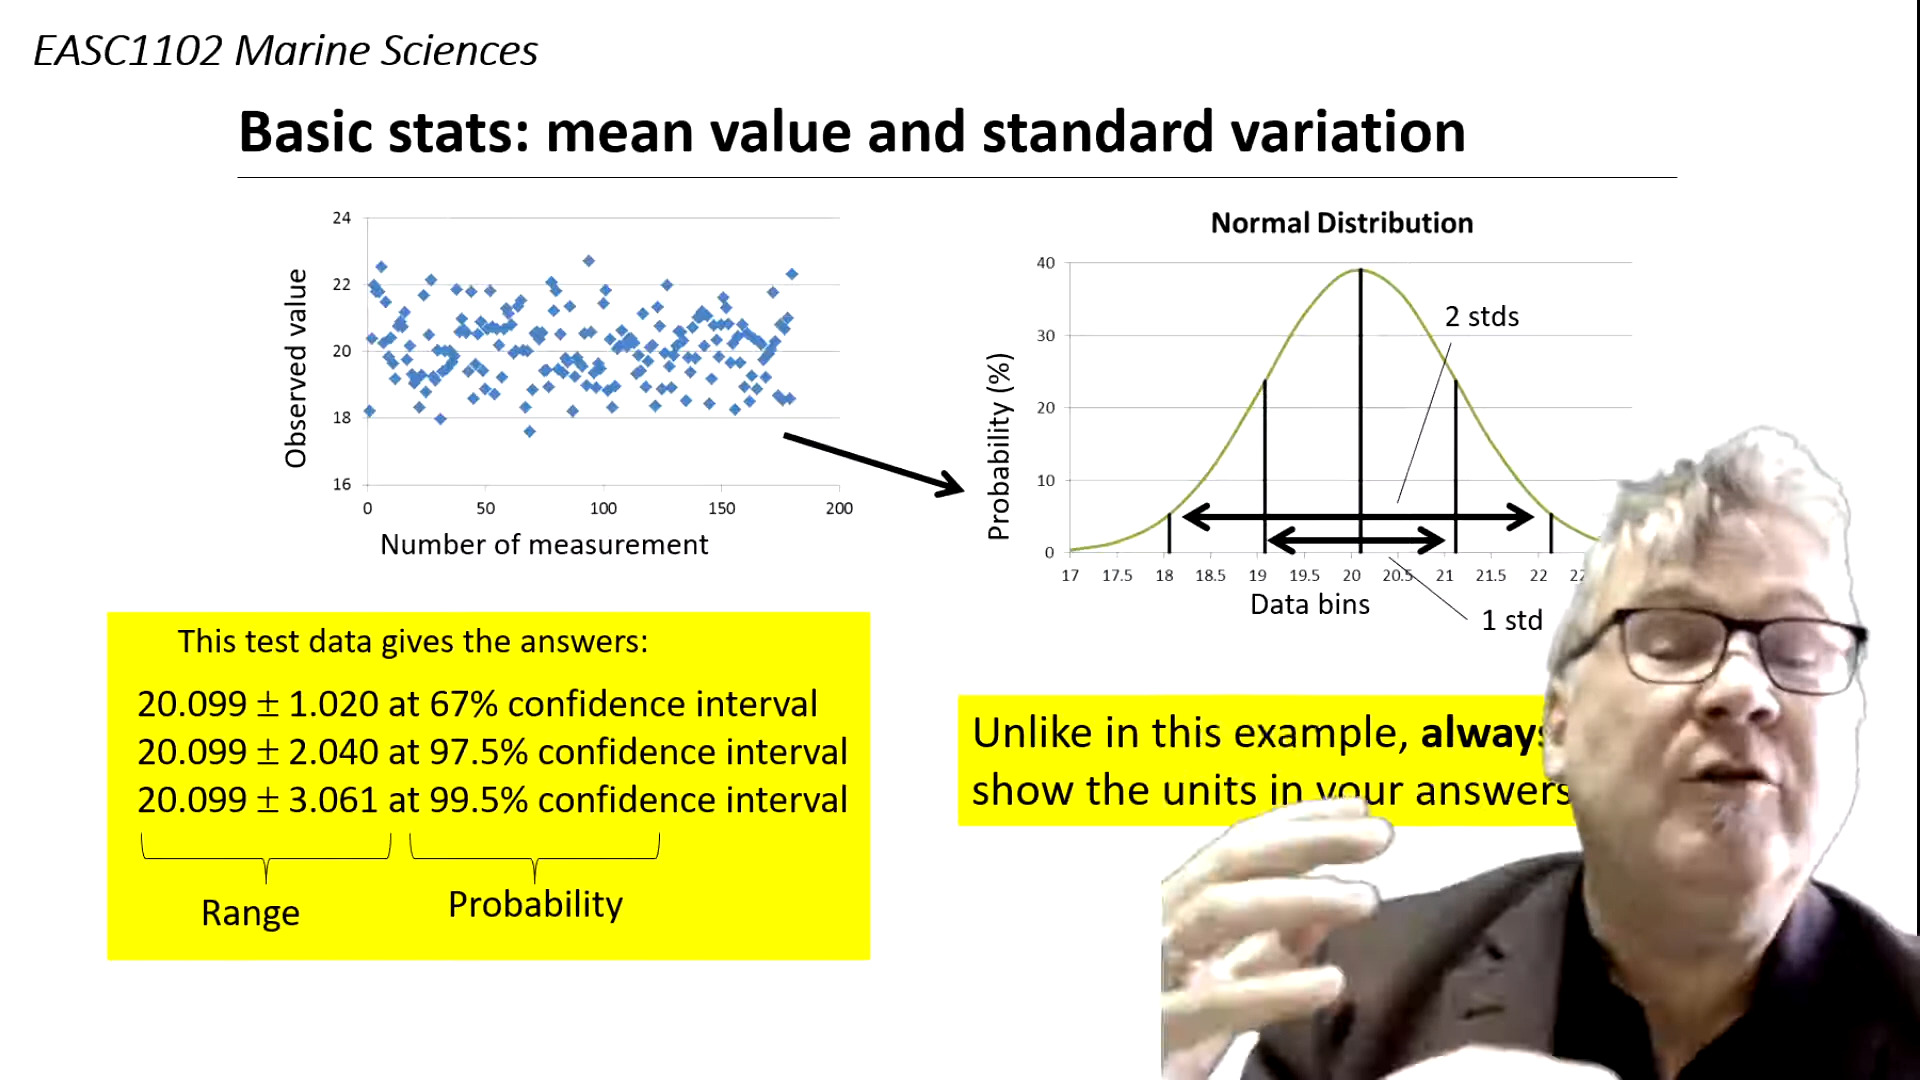 EASC1102 Marine Sciences
Basic stats: mean value and standard variation
24
22
20
18
16
0 50 100 150 200
Observed value
Number of measurement
Normal Distribution
40
30
20
10
0
17 17.5 18 18.5 19 19.5 20 20.5 21 21.5 22
Probability (%)
Data bins
2 stds
1 std
This test data gives the answers:
20.099 ± 1.020 at 67% confidence interval
20.099 ± 2.040 at 97.5% confidence interval
20.099 ± 3.061 at 99.5% confidence interval
Range
Probability
Unlike in this example, always
show the units in your answers